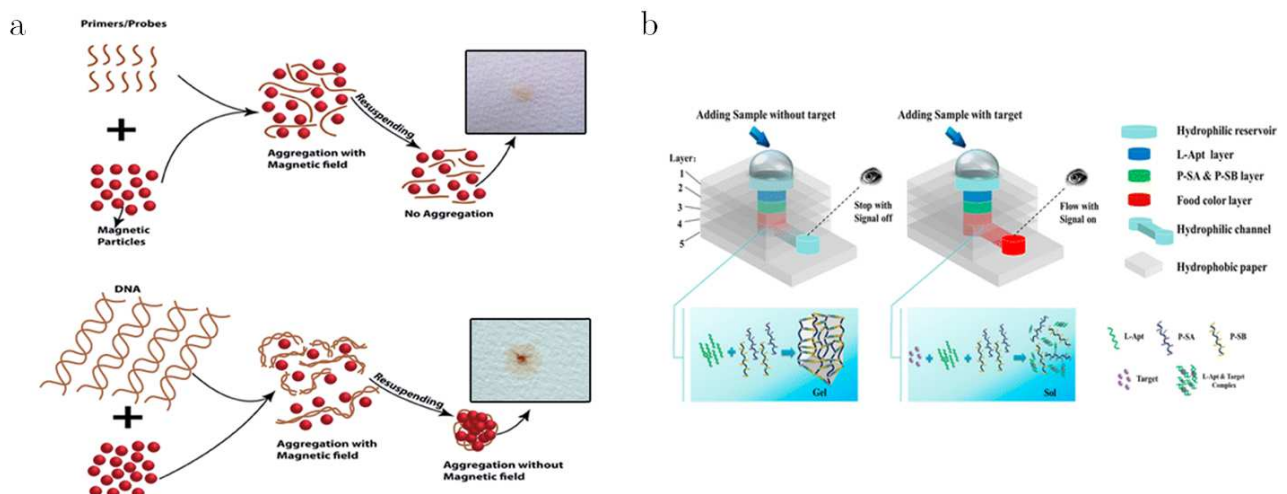 a
Primers/Probes
Aggregation with
Magnetic field
Resuspending
No Aggregation
Magnetic
Particles
DNA
Aggregation with
Magnetic field
Resuspending
Aggregation without
Magnetic field
b
Adding Sample without target
Layer:
1
2
3
4
5
Stop with
Signal off
Adding Sample with target
Flow with
Signal on
Hydrophilic reservoir
L-Apt layer
P-SA & P-SB layer
Food color layer
Hydrophilic channel
Hydrophobic paper
Gel
Sol
L-Apt
P-SA
P-SB
Target
L-Apt & Target
Complex